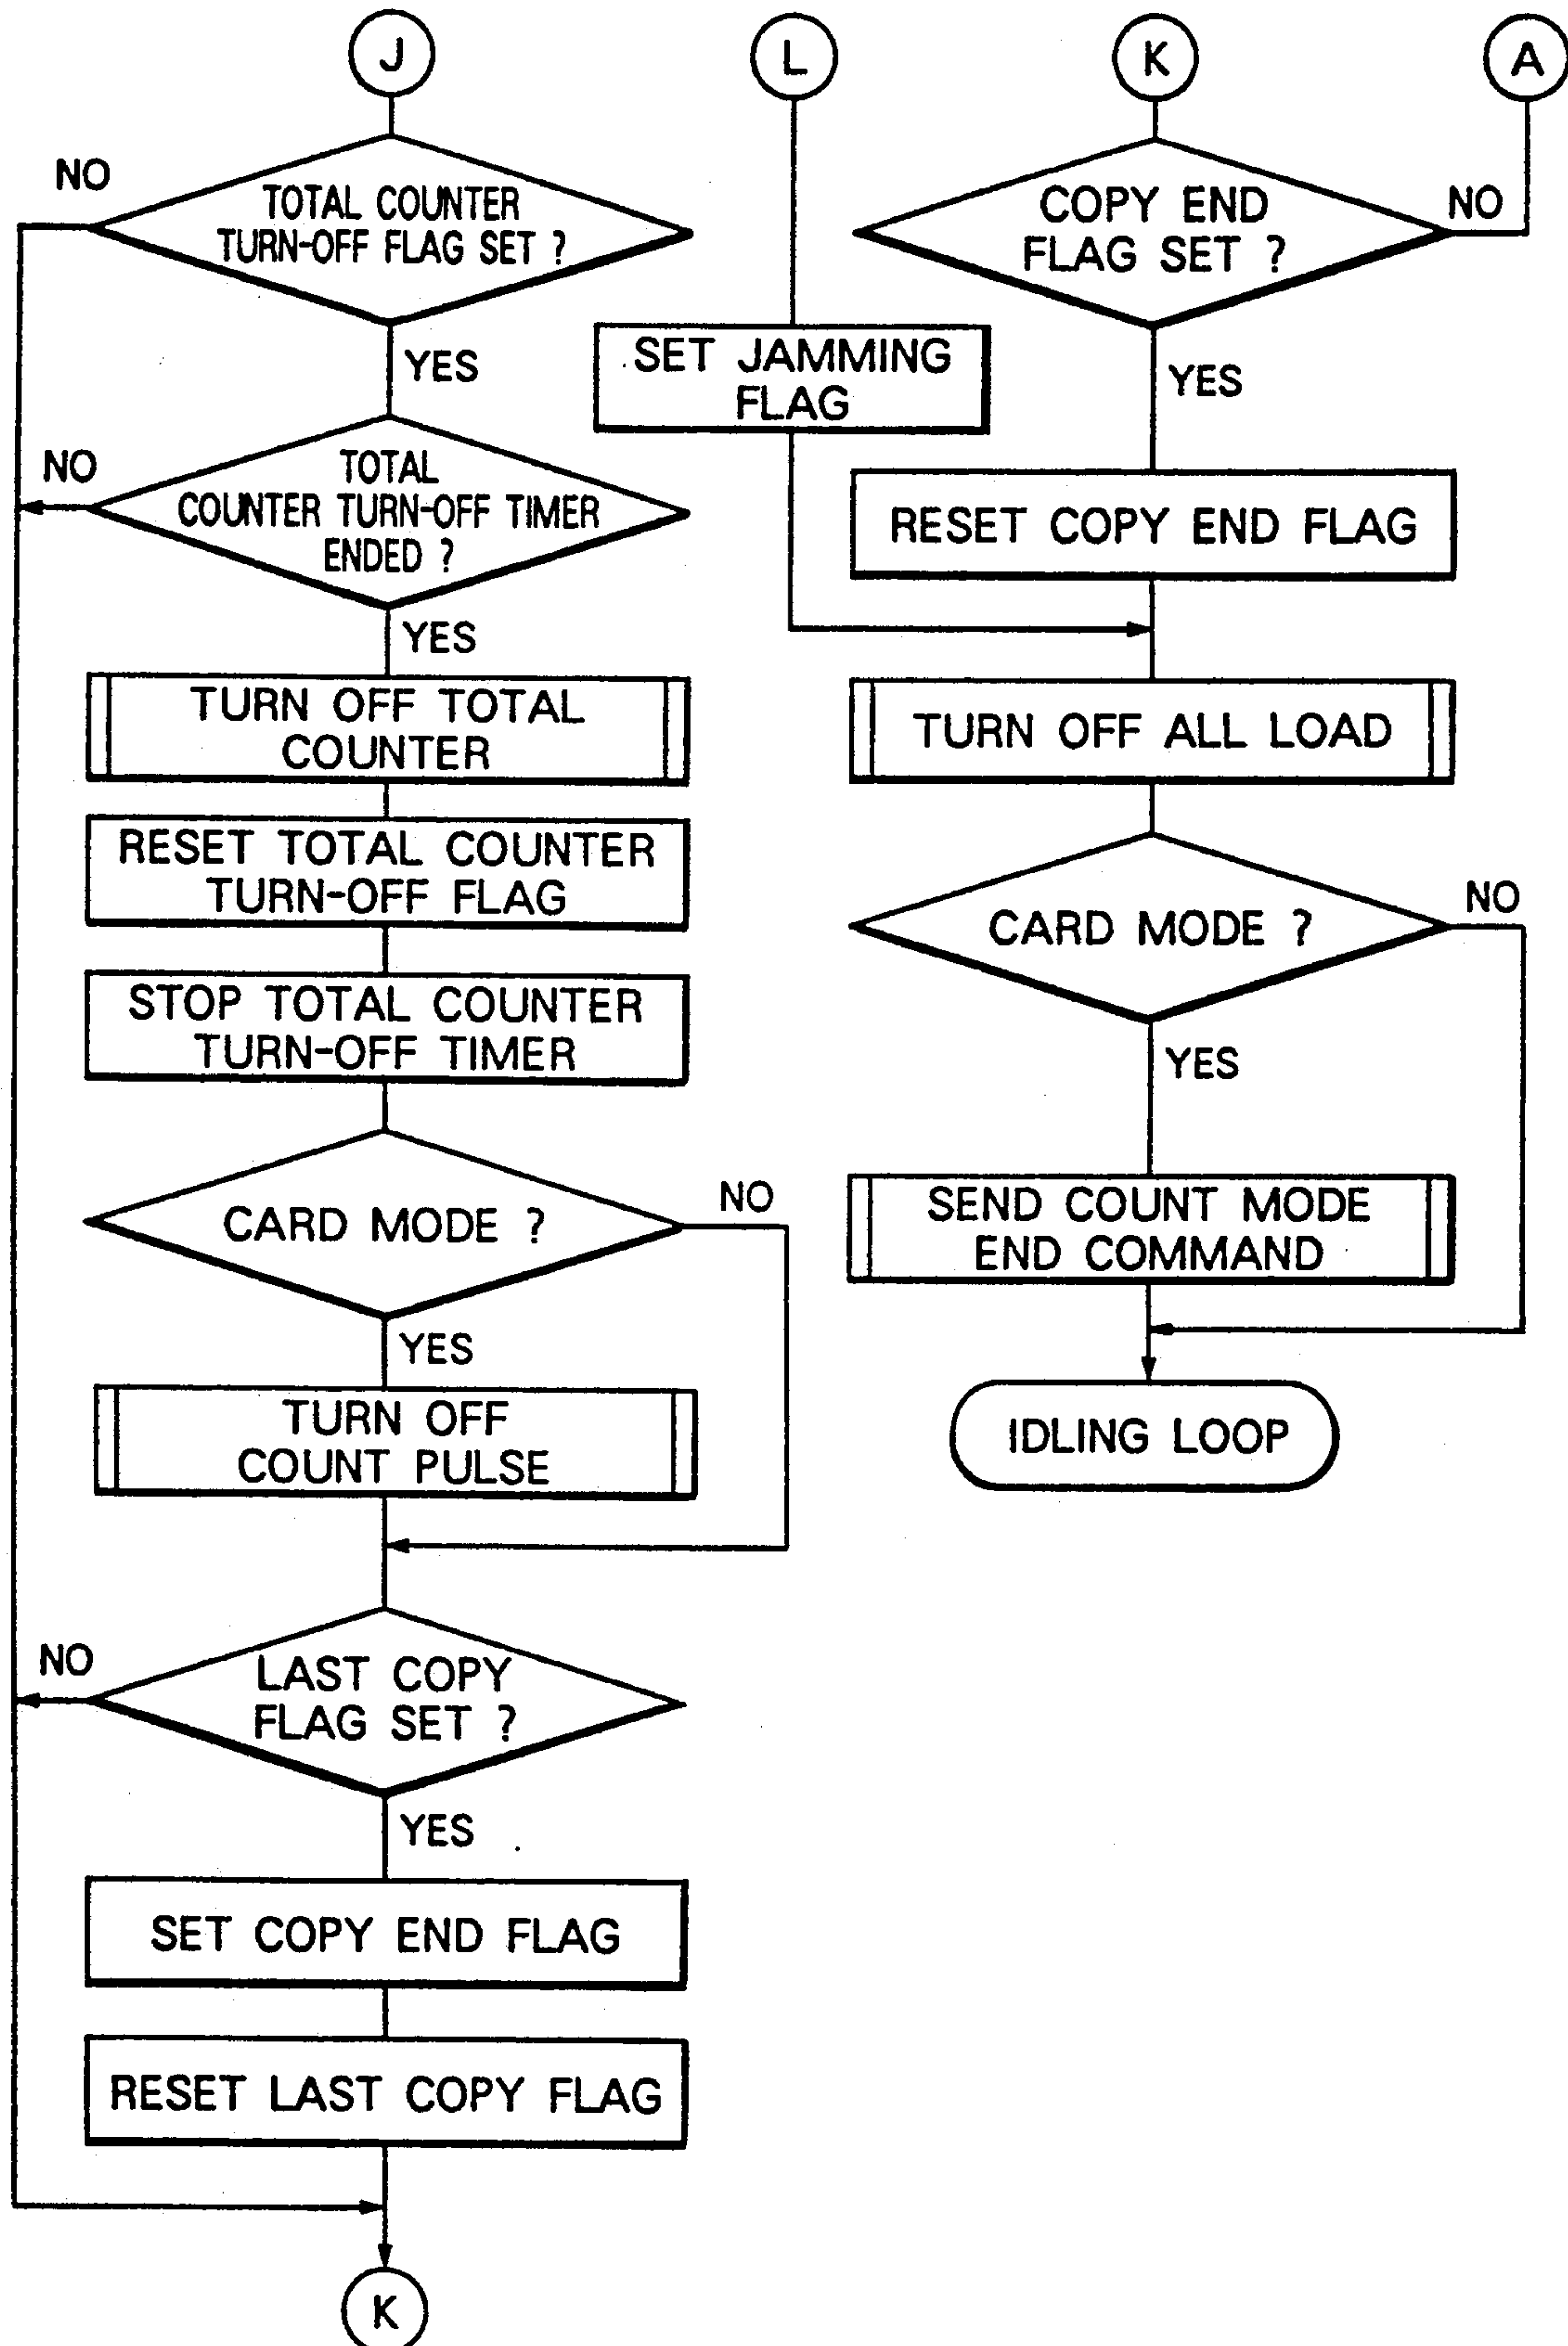 J
NO
TOTAL COUNTER
TURN-OFF FLAG SET ?
YES
NO
TOTAL
COUNTER TURN-OFF TIMER
ENDED ?
YES
TURN OFF TOTAL
COUNTER
RESET TOTAL COUNTER
TURN-OFF FLAG
STOP TOTAL COUNTER
TURN-OFF TIMER
CARD MODE ?
NO
YES
TURN OFF
COUNT PULSE
NO
LAST COPY
FLAG SET ?
YES
SET COPY END FLAG
RESET LAST COPY FLAG
K
L
SET JAMMING
FLAG
K
A
COPY END
FLAG SET ?
NO
YES
RESET COPY END FLAG
TURN OFF ALL LOAD
CARD MODE ?
NO
YES
SEND COUNT MODE
END COMMAND
IDLING LOOP